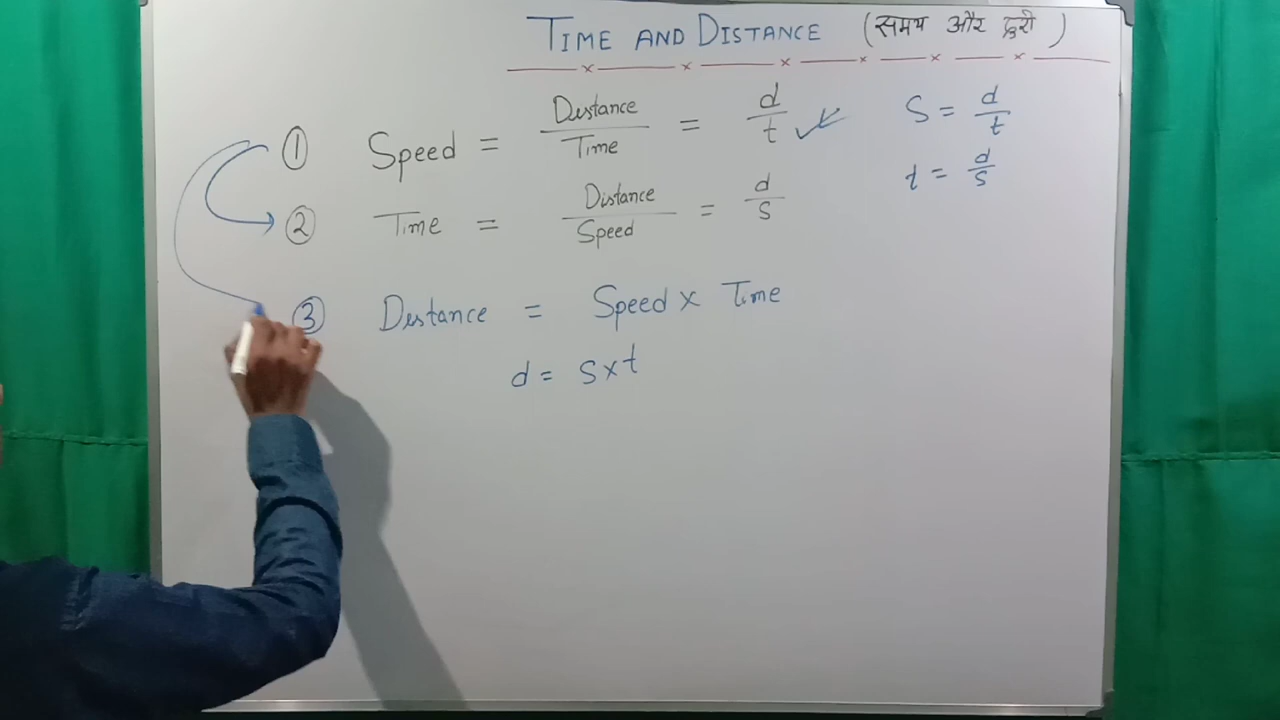 TIME AND DISTANCE (समय और दूरी)
① Speed = Distance/Time = d/t ✓
S = d/t
t = d/s
② Time = Distance/Speed = d/s
③ Distance = Speed x Time
d = s x t